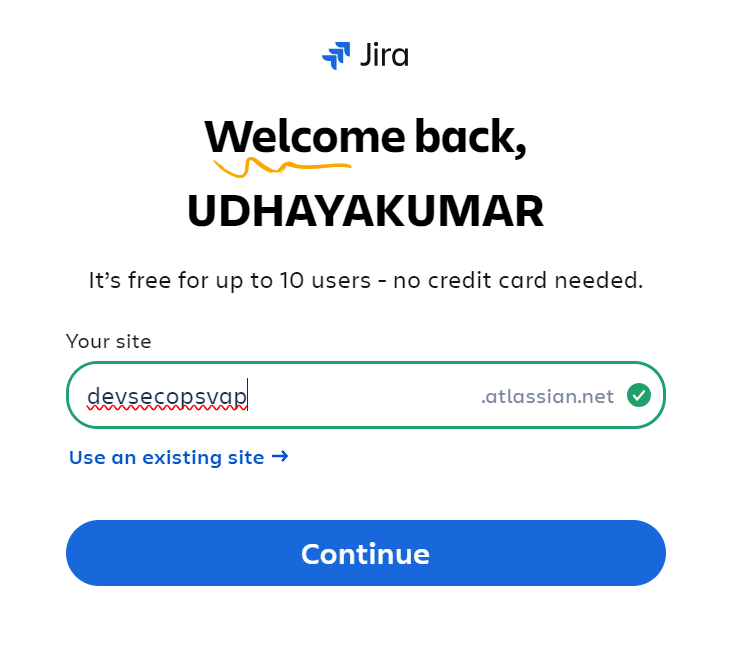 Jira
Welcome back,
UDHAYAKUMAR
It's free for up to 10 users - no credit card needed.
Your site
devsecopsvap .atlassian.net
Use an existing site →
Continue